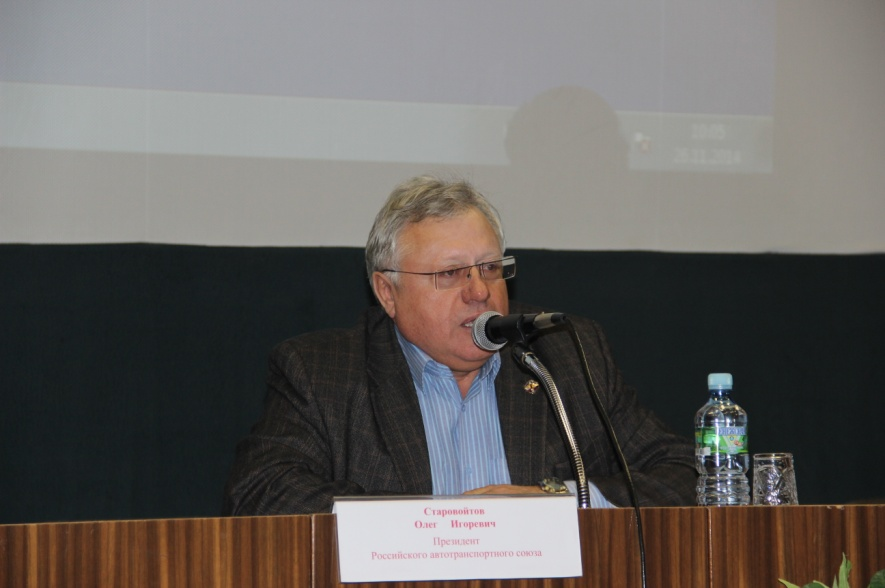 Старовойтов
Олег Игоревич
Президент
Российского автотранспортного союза